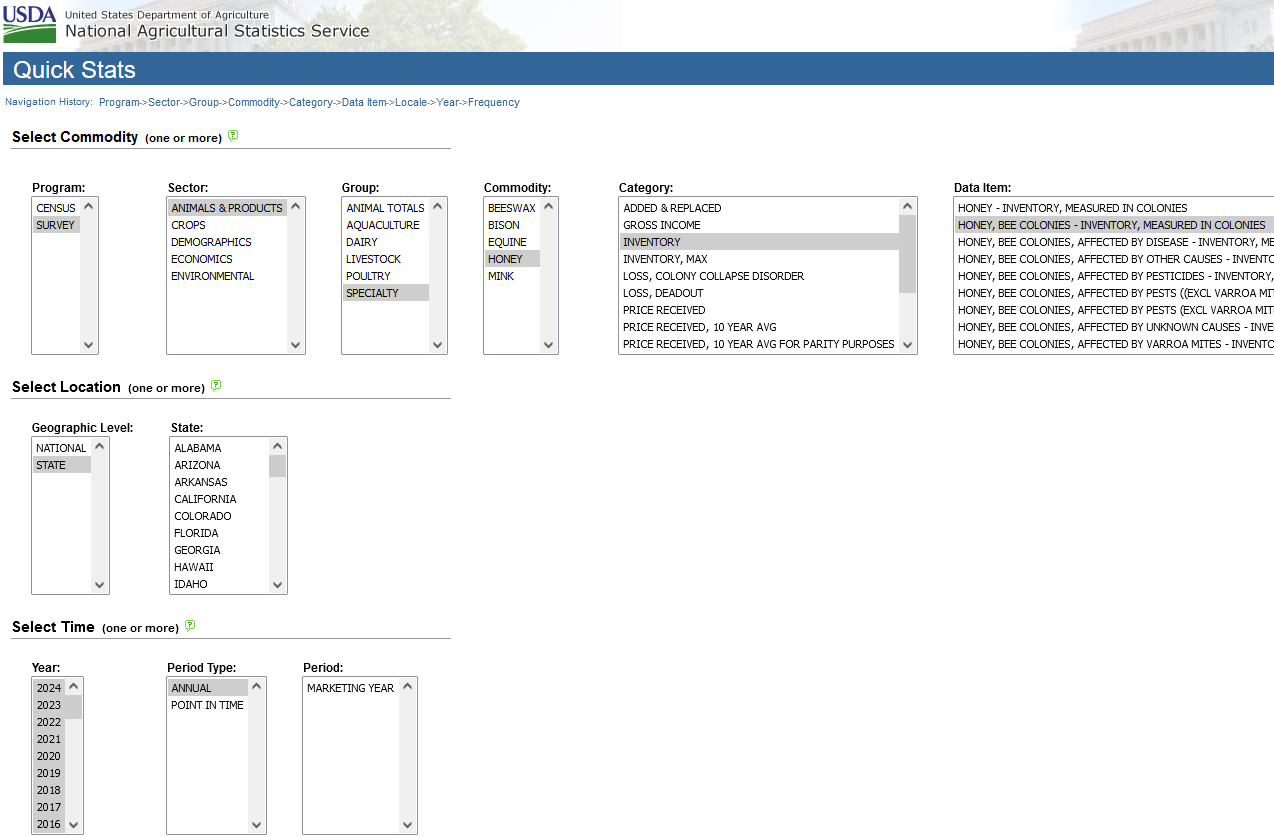 USDA
United States Department of Agriculture
National Agricultural Statistics Service
Quick Stats
Navigation History: Program->Sector->Group->Commodity->Category->Data Item->Locale->Year->Frequency
Select Commodity (one or more) ?
Program:
CENSUS
SURVEY
Sector:
ANIMALS & PRODUCTS
CROPS
DEMOGRAPHICS
ECONOMICS
ENVIRONMENTAL
Group:
ANIMAL TOTALS
AQUACULTURE
DAIRY
LIVESTOCK
POULTRY
SPECIALTY
Commodity:
BEESWAX
BISON
EQUINE
HONEY
MINK
Category:
ADDED & REPLACED
GROSS INCOME
INVENTORY
INVENTORY, MAX
LOSS, COLONY COLLAPSE DISORDER
LOSS, DEADOUT
PRICE RECEIVED
PRICE RECEIVED, 10 YEAR AVG
PRICE RECEIVED, 10 YEAR AVG FOR PARITY PURPOSES
Data Item:
HONEY - INVENTORY, MEASURED IN COLONIES
HONEY, BEE COLONIES - INVENTORY, MEASURED IN COLONIES
HONEY, BEE COLONIES, AFFECTED BY DISEASE - INVENTORY, ME
HONEY, BEE COLONIES, AFFECTED BY OTHER CAUSES - INVENTO
HONEY, BEE COLONIES, AFFECTED BY PESTICIDES - INVENTORY,
HONEY, BEE COLONIES, AFFECTED BY PESTS ((EXCL VARROA MIT
HONEY, BEE COLONIES, AFFECTED BY PESTS (EXCL VARROA MIT
HONEY, BEE COLONIES, AFFECTED BY UNKNOWN CAUSES - INVE
HONEY, BEE COLONIES, AFFECTED BY VARROA MITES - INVENTO
Select Location (one or more) ?
Geographic Level:
NATIONAL
STATE
State:
ALABAMA
ARIZONA
ARKANSAS
CALIFORNIA
COLORADO
FLORIDA
GEORGIA
HAWAII
IDAHO
Select Time (one or more) ?
Year:
2024
2023
2022
2021
2020
2019
2018
2017
2016
Period Type:
ANNUAL
POINT IN TIME
Period:
MARKETING YEAR